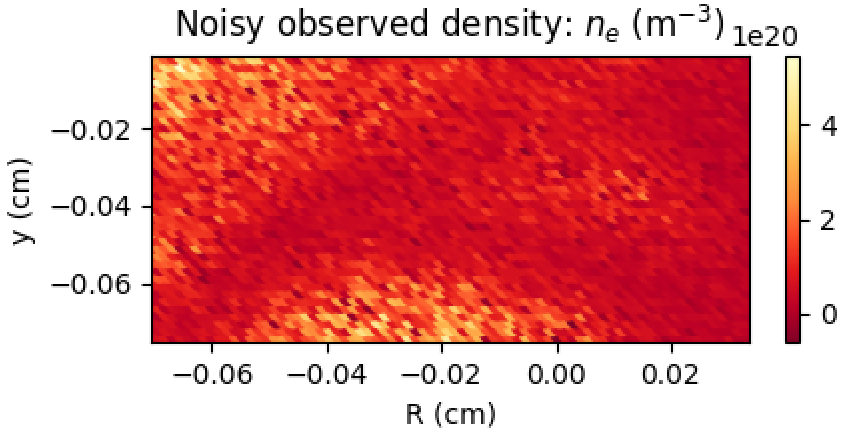 Noisy observed density: nₑ (m⁻³)
1e20
−0.02
−0.04
−0.06
y (cm)
4
2
0
−0.06 −0.04 −0.02 0.00 0.02
R (cm)